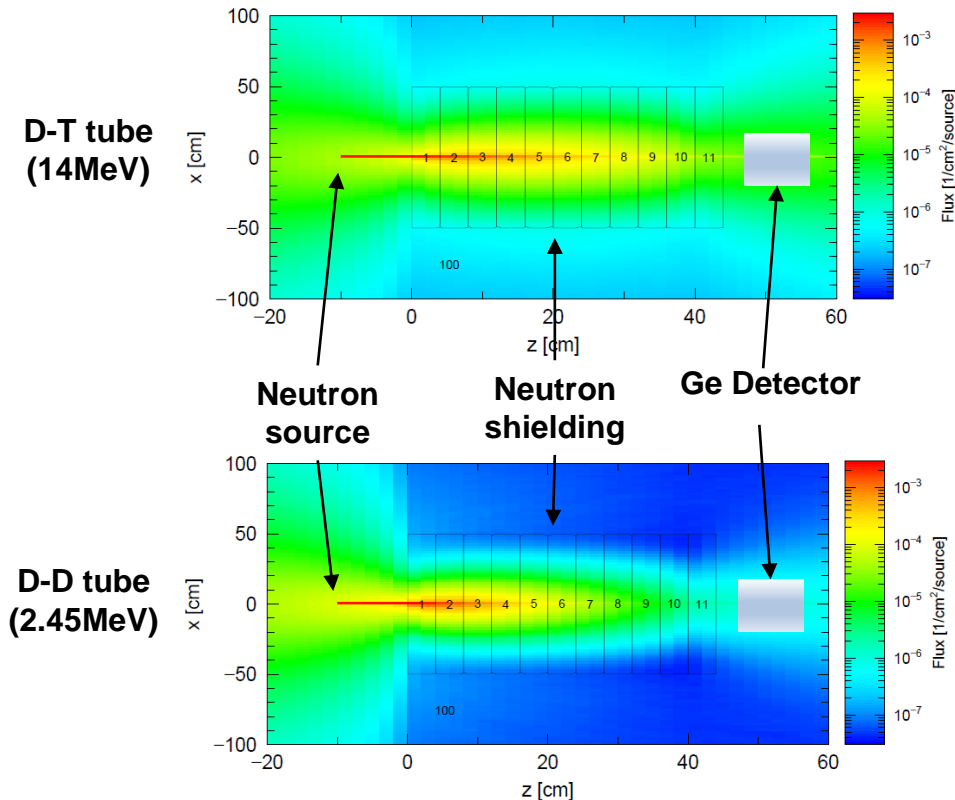 D-T tube
(14MeV)
100
50
0
−50
−100
x [cm]
1 2 3 4 5 6 7 8 9 10 11
100
−20 0 20 40 60
z [cm]
10⁻³
10⁻⁴
10⁻⁵
10⁻⁶
10⁻⁷
Flux [1/cm²/source]
Neutron
source
Neutron
shielding
Ge Detector
D-D tube
(2.45MeV)
100
50
0
−50
−100
x [cm]
1 2 3 4 5 6 7 8 9 10 11
100
−20 0 20 40 60
z [cm]
10⁻³
10⁻⁴
10⁻⁵
10⁻⁶
10⁻⁷
Flux [1/cm²/source]